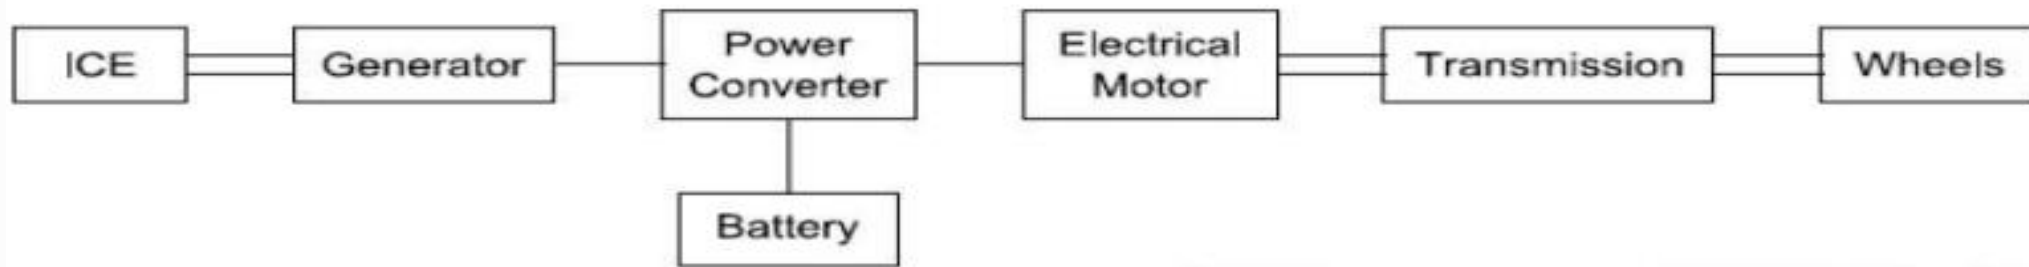 ICE
Generator
Power
Converter
Electrical
Motor
Transmission
Wheels
Battery